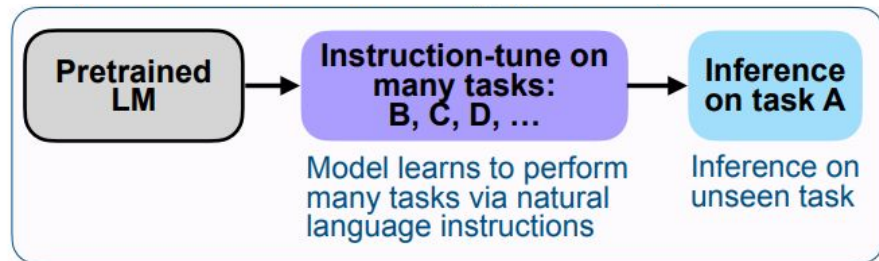 Pretrained
LM
Instruction-tune on
many tasks:
B, C, D, …
Inference
on task A
Model learns to perform
many tasks via natural
language instructions
Inference on
unseen task